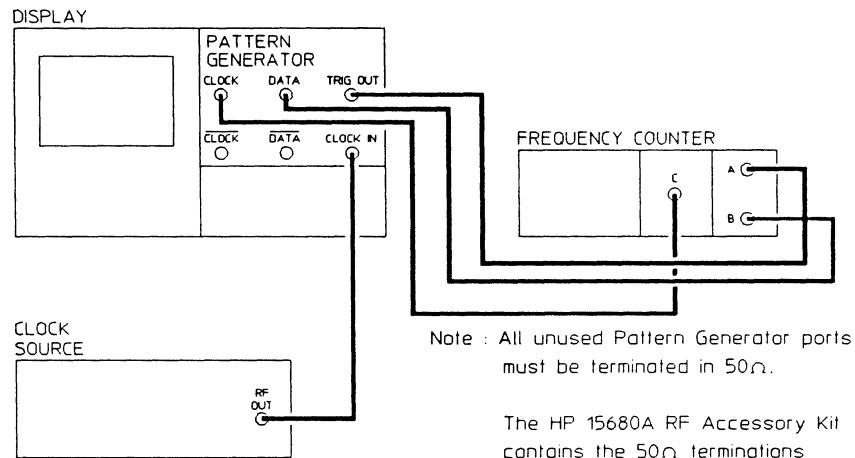 DISPLAY
PATTERN
GENERATOR
CLOCK DATA TRIG OUT
CLOCK DATA CLOCK IN
FREQUENCY COUNTER
A
C
B
CLOCK
SOURCE
RF
OUT
Note : All unused Pattern Generator ports
must be terminated in 50Ω.
The HP 15680A RF Accessory Kit
contains the 50Ω terminations